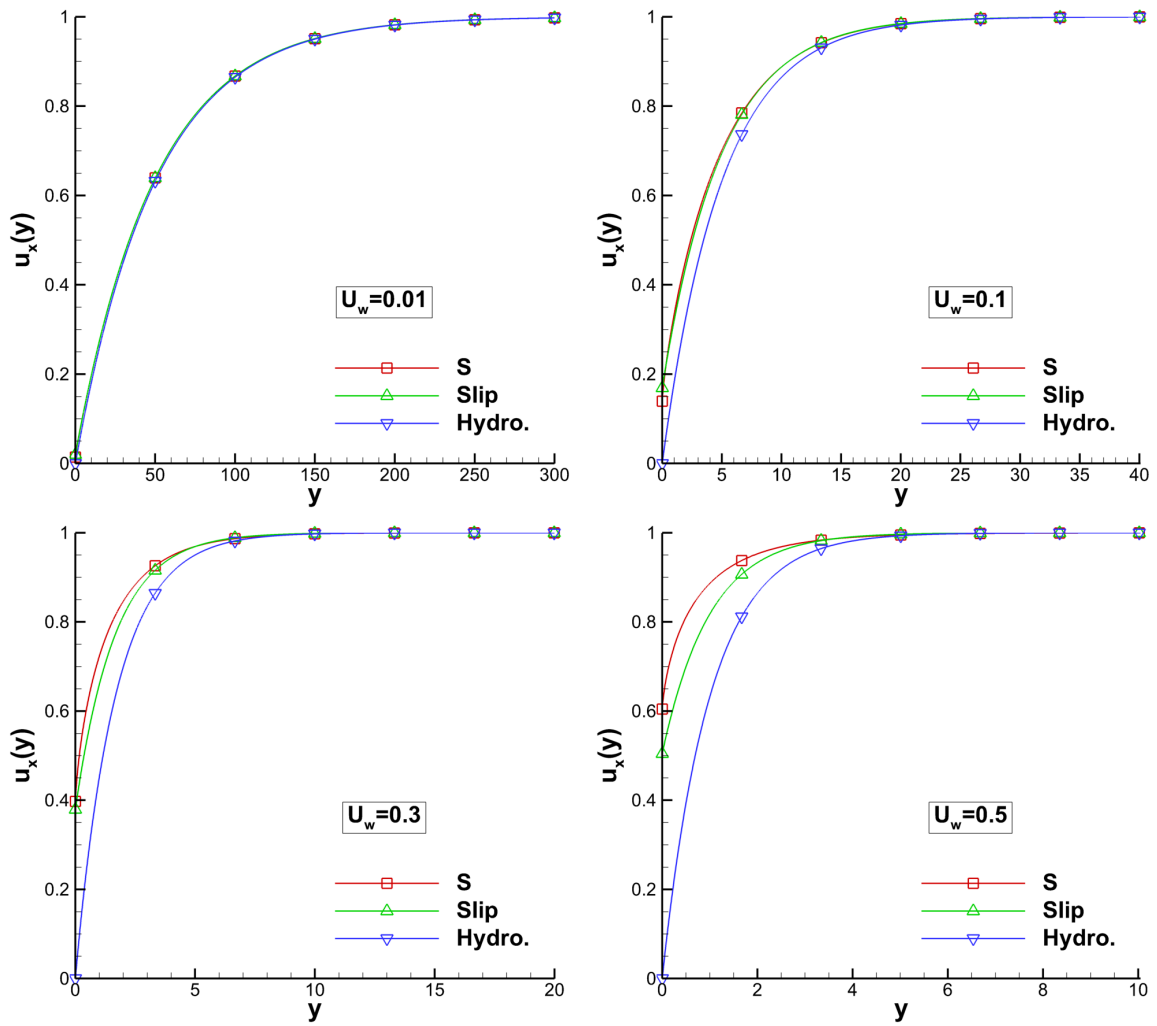 1
0.8
0.6
0.4
0.2
0
u_x(y)
0 50 100 150 200 250 300
y
U_w=0.01
S
Slip
Hydro.
1
0.8
0.6
0.4
0.2
0
u_x(y)
0 5 10 15 20 25 30 35 40
y
U_w=0.1
S
Slip
Hydro.
1
0.8
0.6
0.4
0.2
0
u_x(y)
0 5 10 15 20
y
U_w=0.3
S
Slip
Hydro.
1
0.8
0.6
0.4
0.2
0
u_x(y)
0 2 4 6 8 10
y
U_w=0.5
S
Slip
Hydro.